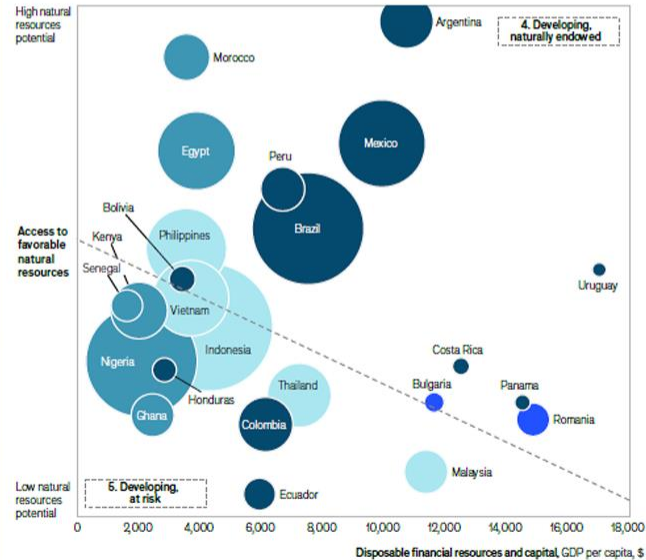 High natural
resources
potential
Argentina
4. Developing,
naturally endowed
Morocco
Mexico
Egypt
Peru
Bolivia
Brazil
Access to
favorable
natural
resources
Kenya
Philippines
Senegal
Uruguay
Vietnam
Indonesia
Nigeria
Costa Rica
Honduras
Thailand
Bulgaria
Panama
Ghana
Colombia
Romania
Malaysia
Low natural
resources
potential
5. Developing,
at risk
Ecuador
0 2,000 4,000 6,000 8,000 10,000 12,000 14,000 16,000 18,000
Disposable financial resources and capital, GDP per capita, $